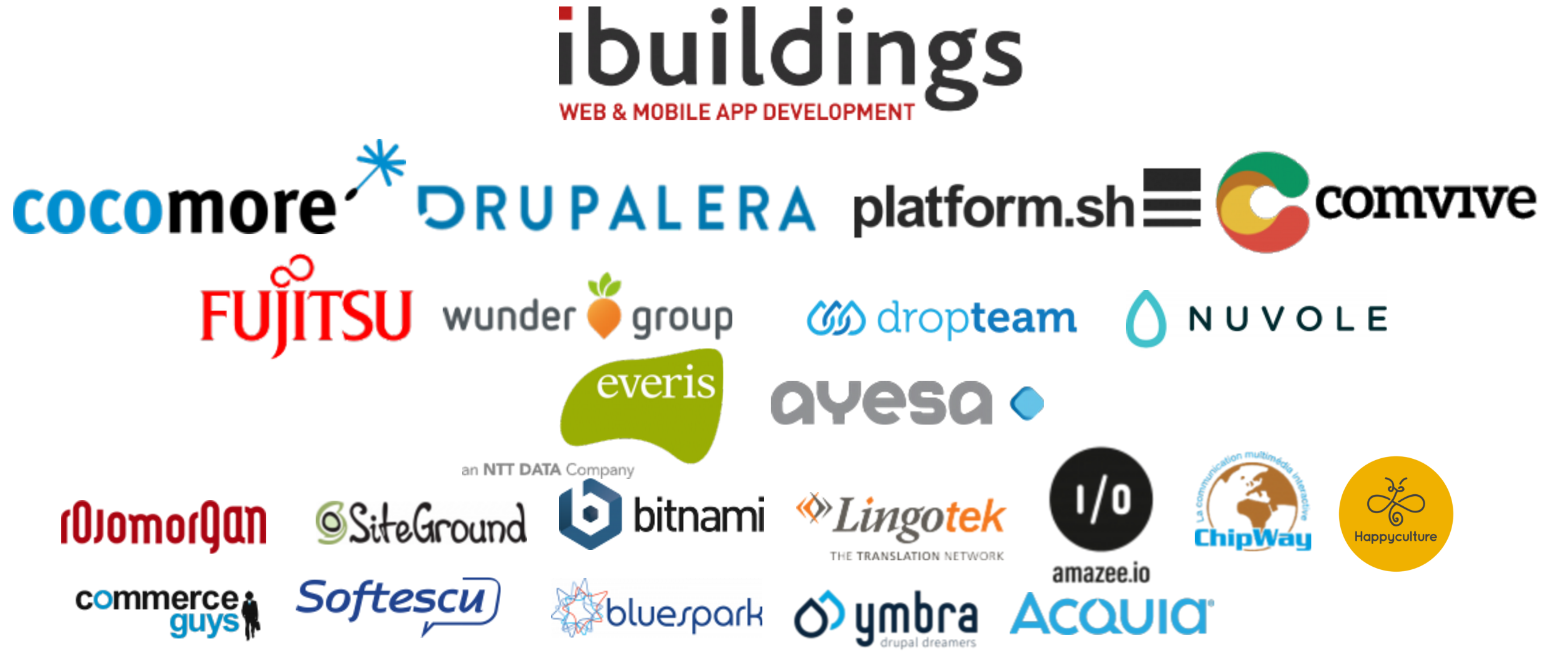 ibuildings
WEB & MOBILE APP DEVELOPMENT
cocomore
DRUPALERA
platform.sh
comvive
FUJITSU
wunder group
dropteam
NUVOLE
everis
an NTT DATA Company
ayesa
rojomorgan
SiteGround
bitnami
Lingotek
THE TRANSLATION NETWORK
I/O
amazee.io
La communication multimédia interactive
ChipWay
Happyculture
commerce
guys
Softescu
bluespark
ymbra
drupal dreamers
ACQUIA®